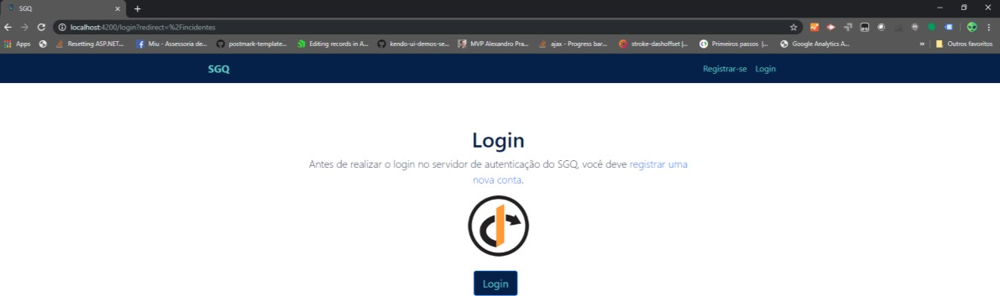 SGQ
localhost:4200/login?redirect=%2Fincidentes
Apps
Resetting ASP.NET...
Miu - Assessoria de...
postmark-template...
Editing records in A...
kendo-ui-demos-se...
MVP Alexandro Pra...
ajax - Progress bar...
stroke-dashoffset |...
Primeiros passos |...
Google Analytics A...
»
Outros favoritos
SGQ
Registrar-se Login
Login
Antes de realizar o login no servidor de autenticação do SGQ, você deve registrar uma
nova conta.
Login